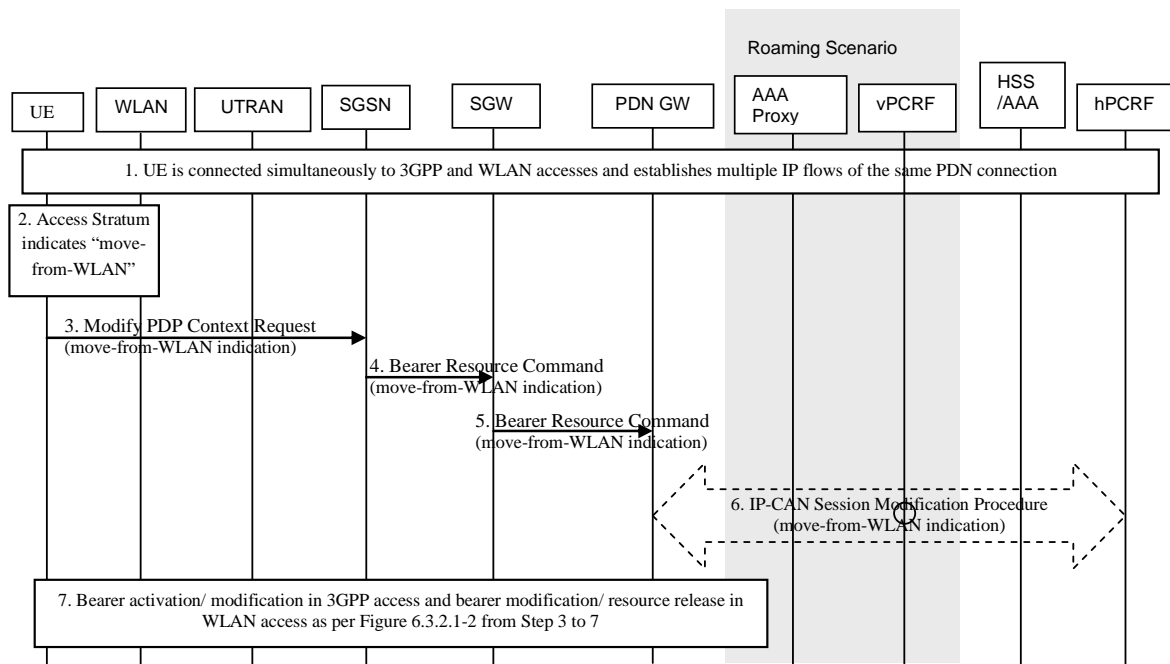 Roaming Scenario
UE
WLAN
UTRAN
SGSN
SGW
PDN GW
AAA
Proxy
vPCRF
HSS
/AAA
hPCRF
1. UE is connected simultaneously to 3GPP and WLAN accesses and establishes multiple IP flows of the same PDN connection
2. Access Stratum
indicates “move-
from-WLAN”
3. Modify PDP Context Request
(move-from-WLAN indication)
4. Bearer Resource Command
(move-from-WLAN indication)
5. Bearer Resource Command
(move-from-WLAN indication)
6. IP-CAN Session Modification Procedure
(move-from-WLAN indication)
7. Bearer activation/ modification in 3GPP access and bearer modification/ resource release in
WLAN access as per Figure 6.3.2.1-2 from Step 3 to 7